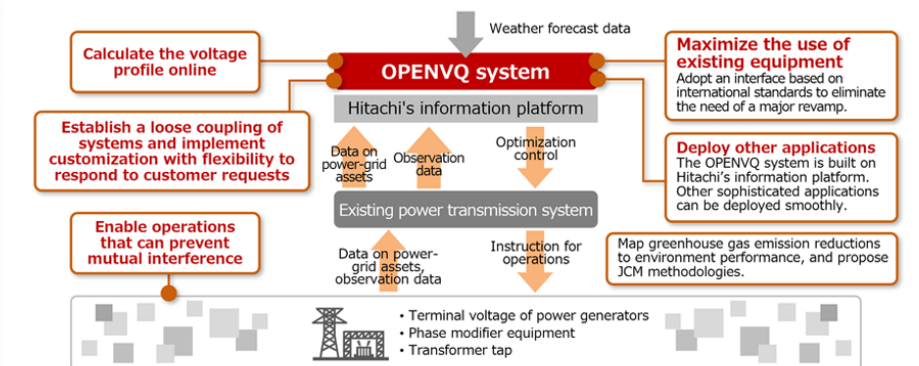 Weather forecast data
Calculate the voltage
profile online
OPENVQ system
Maximize the use of
existing equipment
Adopt an interface based on
international standards to eliminate
the need of a major revamp.
Hitachi's information platform
Establish a loose coupling of
systems and implement
customization with flexibility to
respond to customer requests
Data on
power-grid
assets
Observation
data
Optimization
control
Deploy other applications
The OPENVQ system is built on
Hitachi's information platform.
Other sophisticated applications
can be deployed smoothly.
Existing power transmission system
Enable operations
that can prevent
mutual interference
Data on power-
grid assets,
observation data
Instruction for
operations
Map greenhouse gas emission reductions
to environment performance, and propose
JCM methodologies.
• Terminal voltage of power generators
• Phase modifier equipment
• Transformer tap